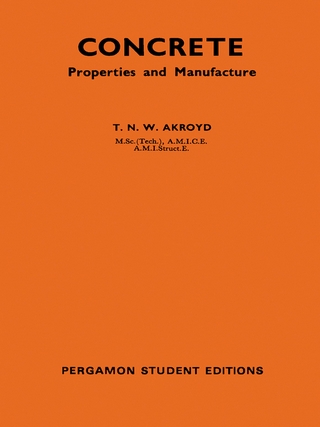 CONCRETE
Properties and Manufacture
T. N. W. AKROYD
M.Sc.(Tech.), A.M.I.C.E.
A.M.I.Struct.E.
PERGAMON STUDENT EDITIONS